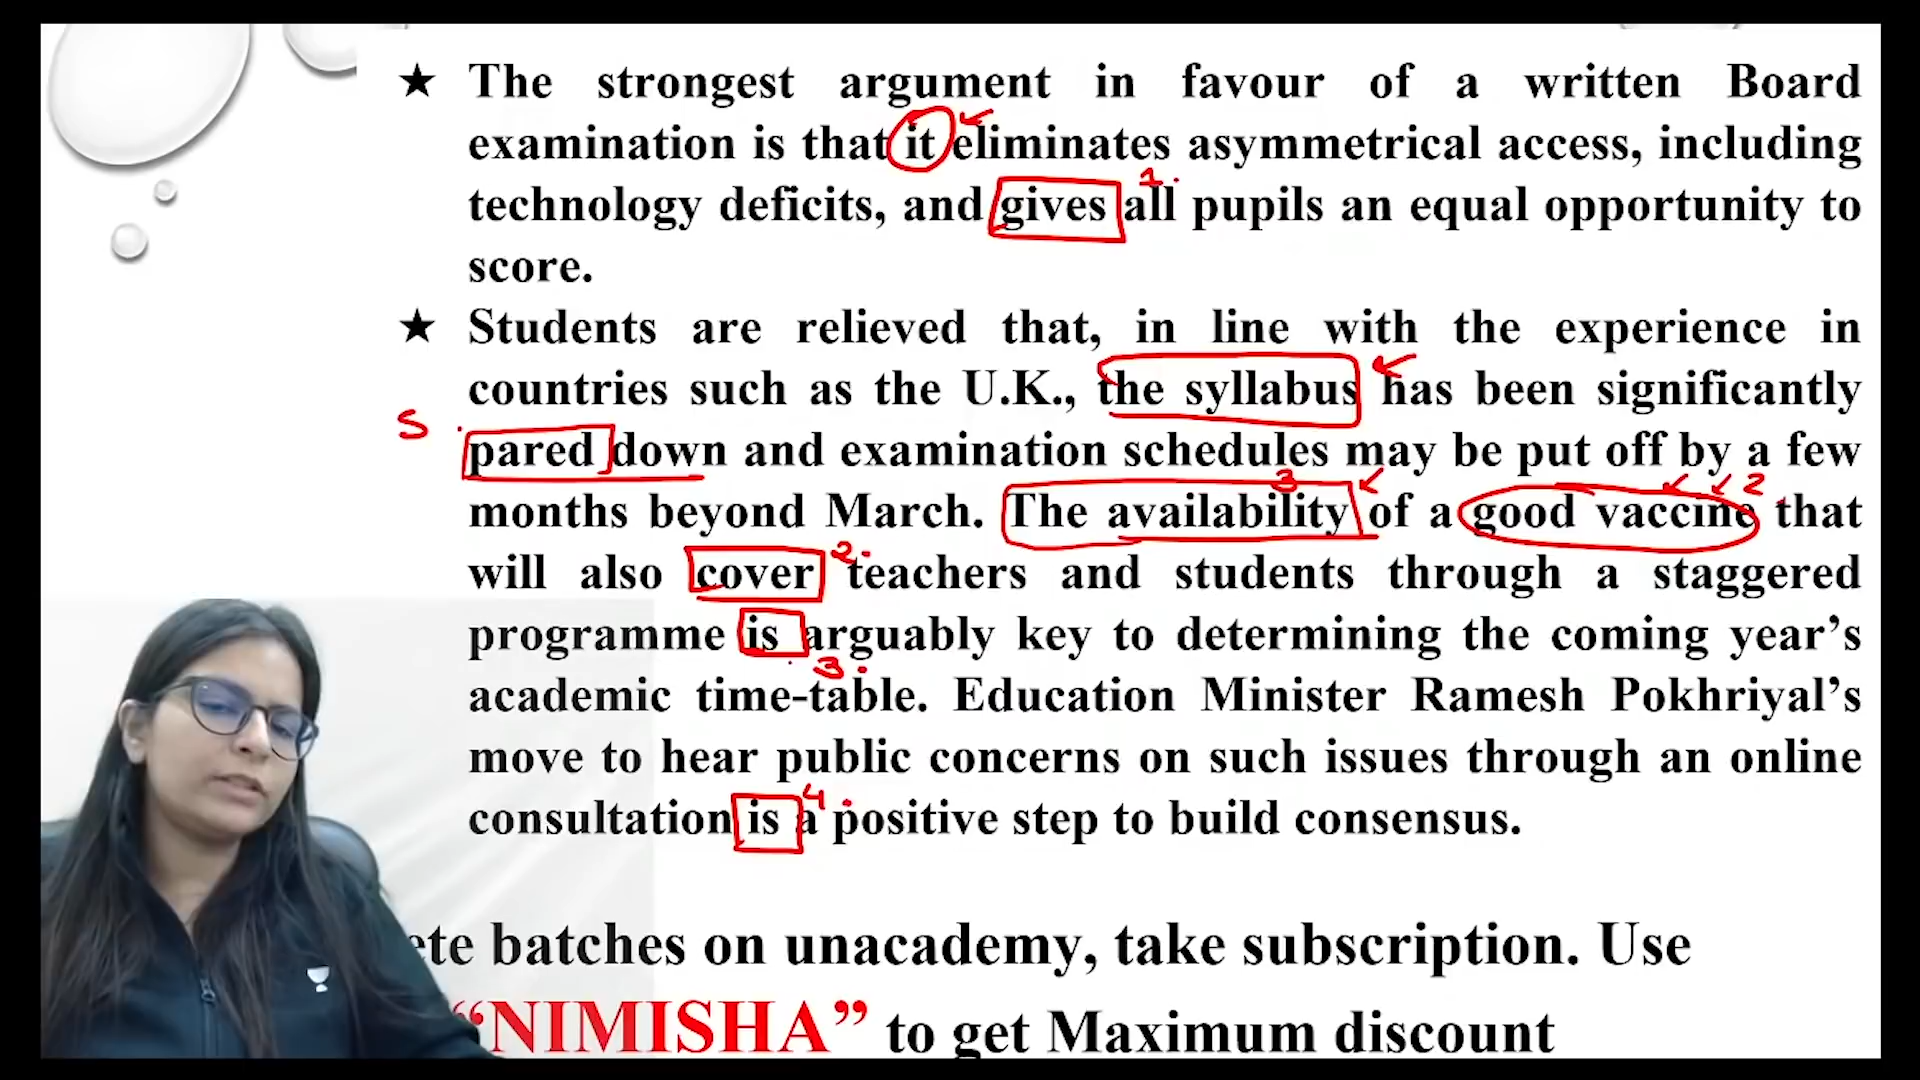 ★ The strongest argument in favour of a written Board
examination is that it eliminates asymmetrical access, including
1.
technology deficits, and gives all pupils an equal opportunity to
score.
★ Students are relieved that, in line with the experience in
countries such as the U.K., the syllabus has been significantly
S
pared down and examination schedules may be put off by a few
3 2.
months beyond March. The availability of a good vaccine that
2.
will also cover teachers and students through a staggered
programme is arguably key to determining the coming year’s
3.
academic time-table. Education Minister Ramesh Pokhriyal’s
move to hear public concerns on such issues through an online
4.
consultation is a positive step to build consensus.
ete batches on unacademy, take subscription. Use
“NIMISHA” to get Maximum discount